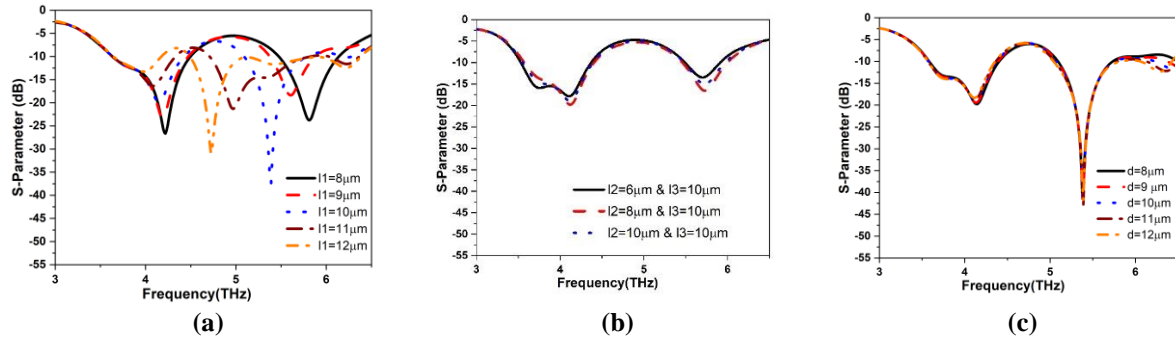 0
-5
-10
-15
-20
-25
-30
-35
-40
-45
-50
-55
S-Parameter (dB)
l1=8μm
l1=9μm
l1=10μm
l1=11μm
l1=12μm
3 4 5 6
Frequency(THz)
(a)
0
-5
-10
-15
-20
-25
-30
-35
-40
-45
-50
-55
S-Parameter (dB)
l2=6μm & l3=10μm
l2=8μm & l3=10μm
l2=10μm & l3=10μm
3 4 5 6
Frequency(THz)
(b)
0
-5
-10
-15
-20
-25
-30
-35
-40
-45
-50
-55
S-Parameter (dB)
d=8μm
d=9 μm
d=10μm
d=11μm
d=12μm
3 4 5 6
Frequency(THz)
(c)